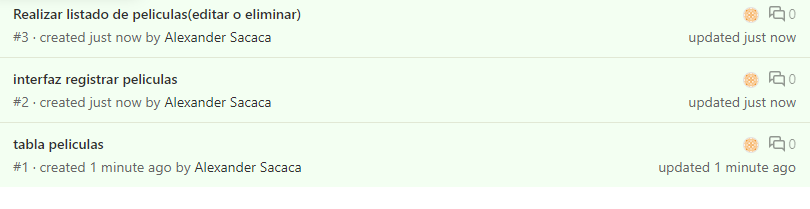 Realizar listado de peliculas(editar o eliminar)
0
#3 · created just now by Alexander Sacaca
updated just now
interfaz registrar peliculas
0
#2 · created just now by Alexander Sacaca
updated just now
tabla peliculas
0
#1 · created 1 minute ago by Alexander Sacaca
updated 1 minute ago